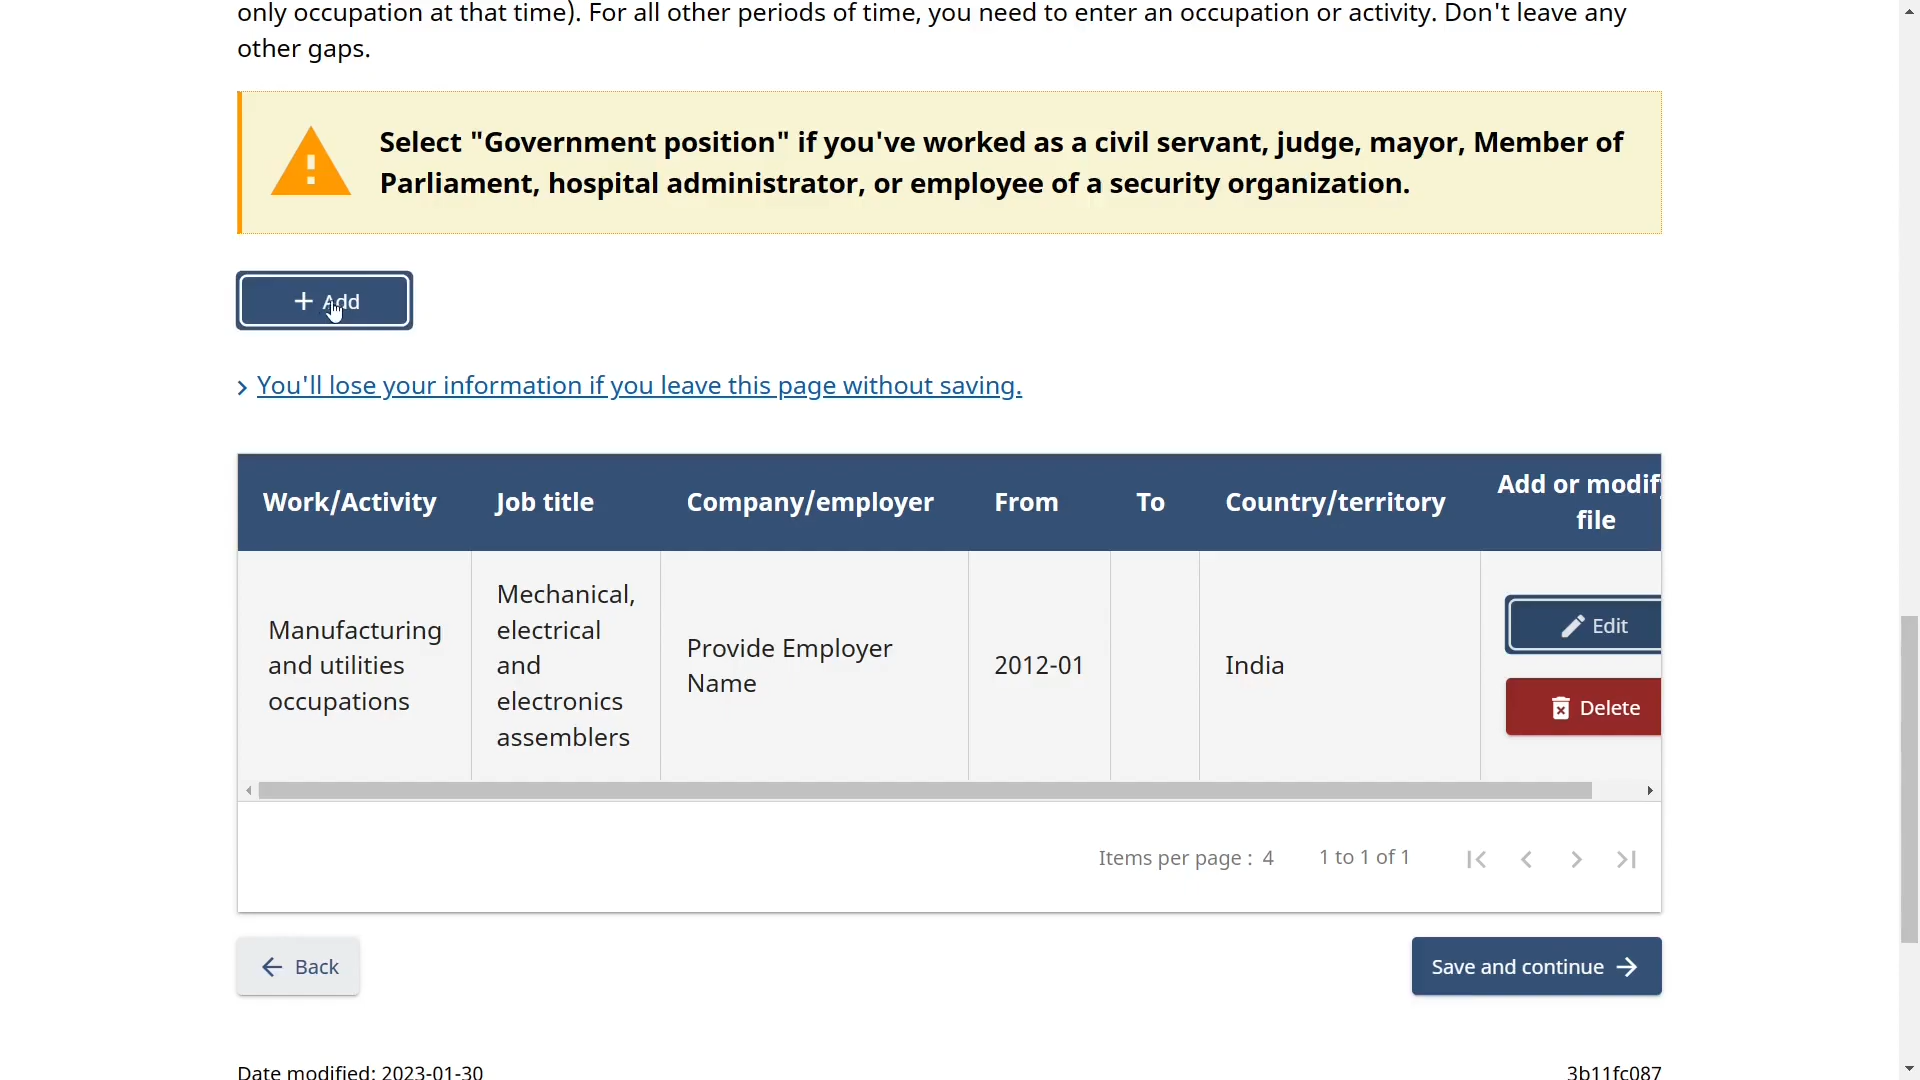 only occupation at that time). For all other periods of time, you need to enter an occupation or activity. Don't leave any
other gaps.
Select "Government position" if you've worked as a civil servant, judge, mayor, Member of
Parliament, hospital administrator, or employee of a security organization.
+ Add
> You'll lose your information if you leave this page without saving.
Work/Activity Job title Company/employer From To Country/territory Add or modify
file
Manufacturing
and utilities
occupations
Mechanical,
electrical
and
electronics
assemblers
Provide Employer
Name
2012-01
India
Edit
Delete
Items per page : 4 1 to 1 of 1
Back
Save and continue
Date modified: 2023-01-30 3b11fc087